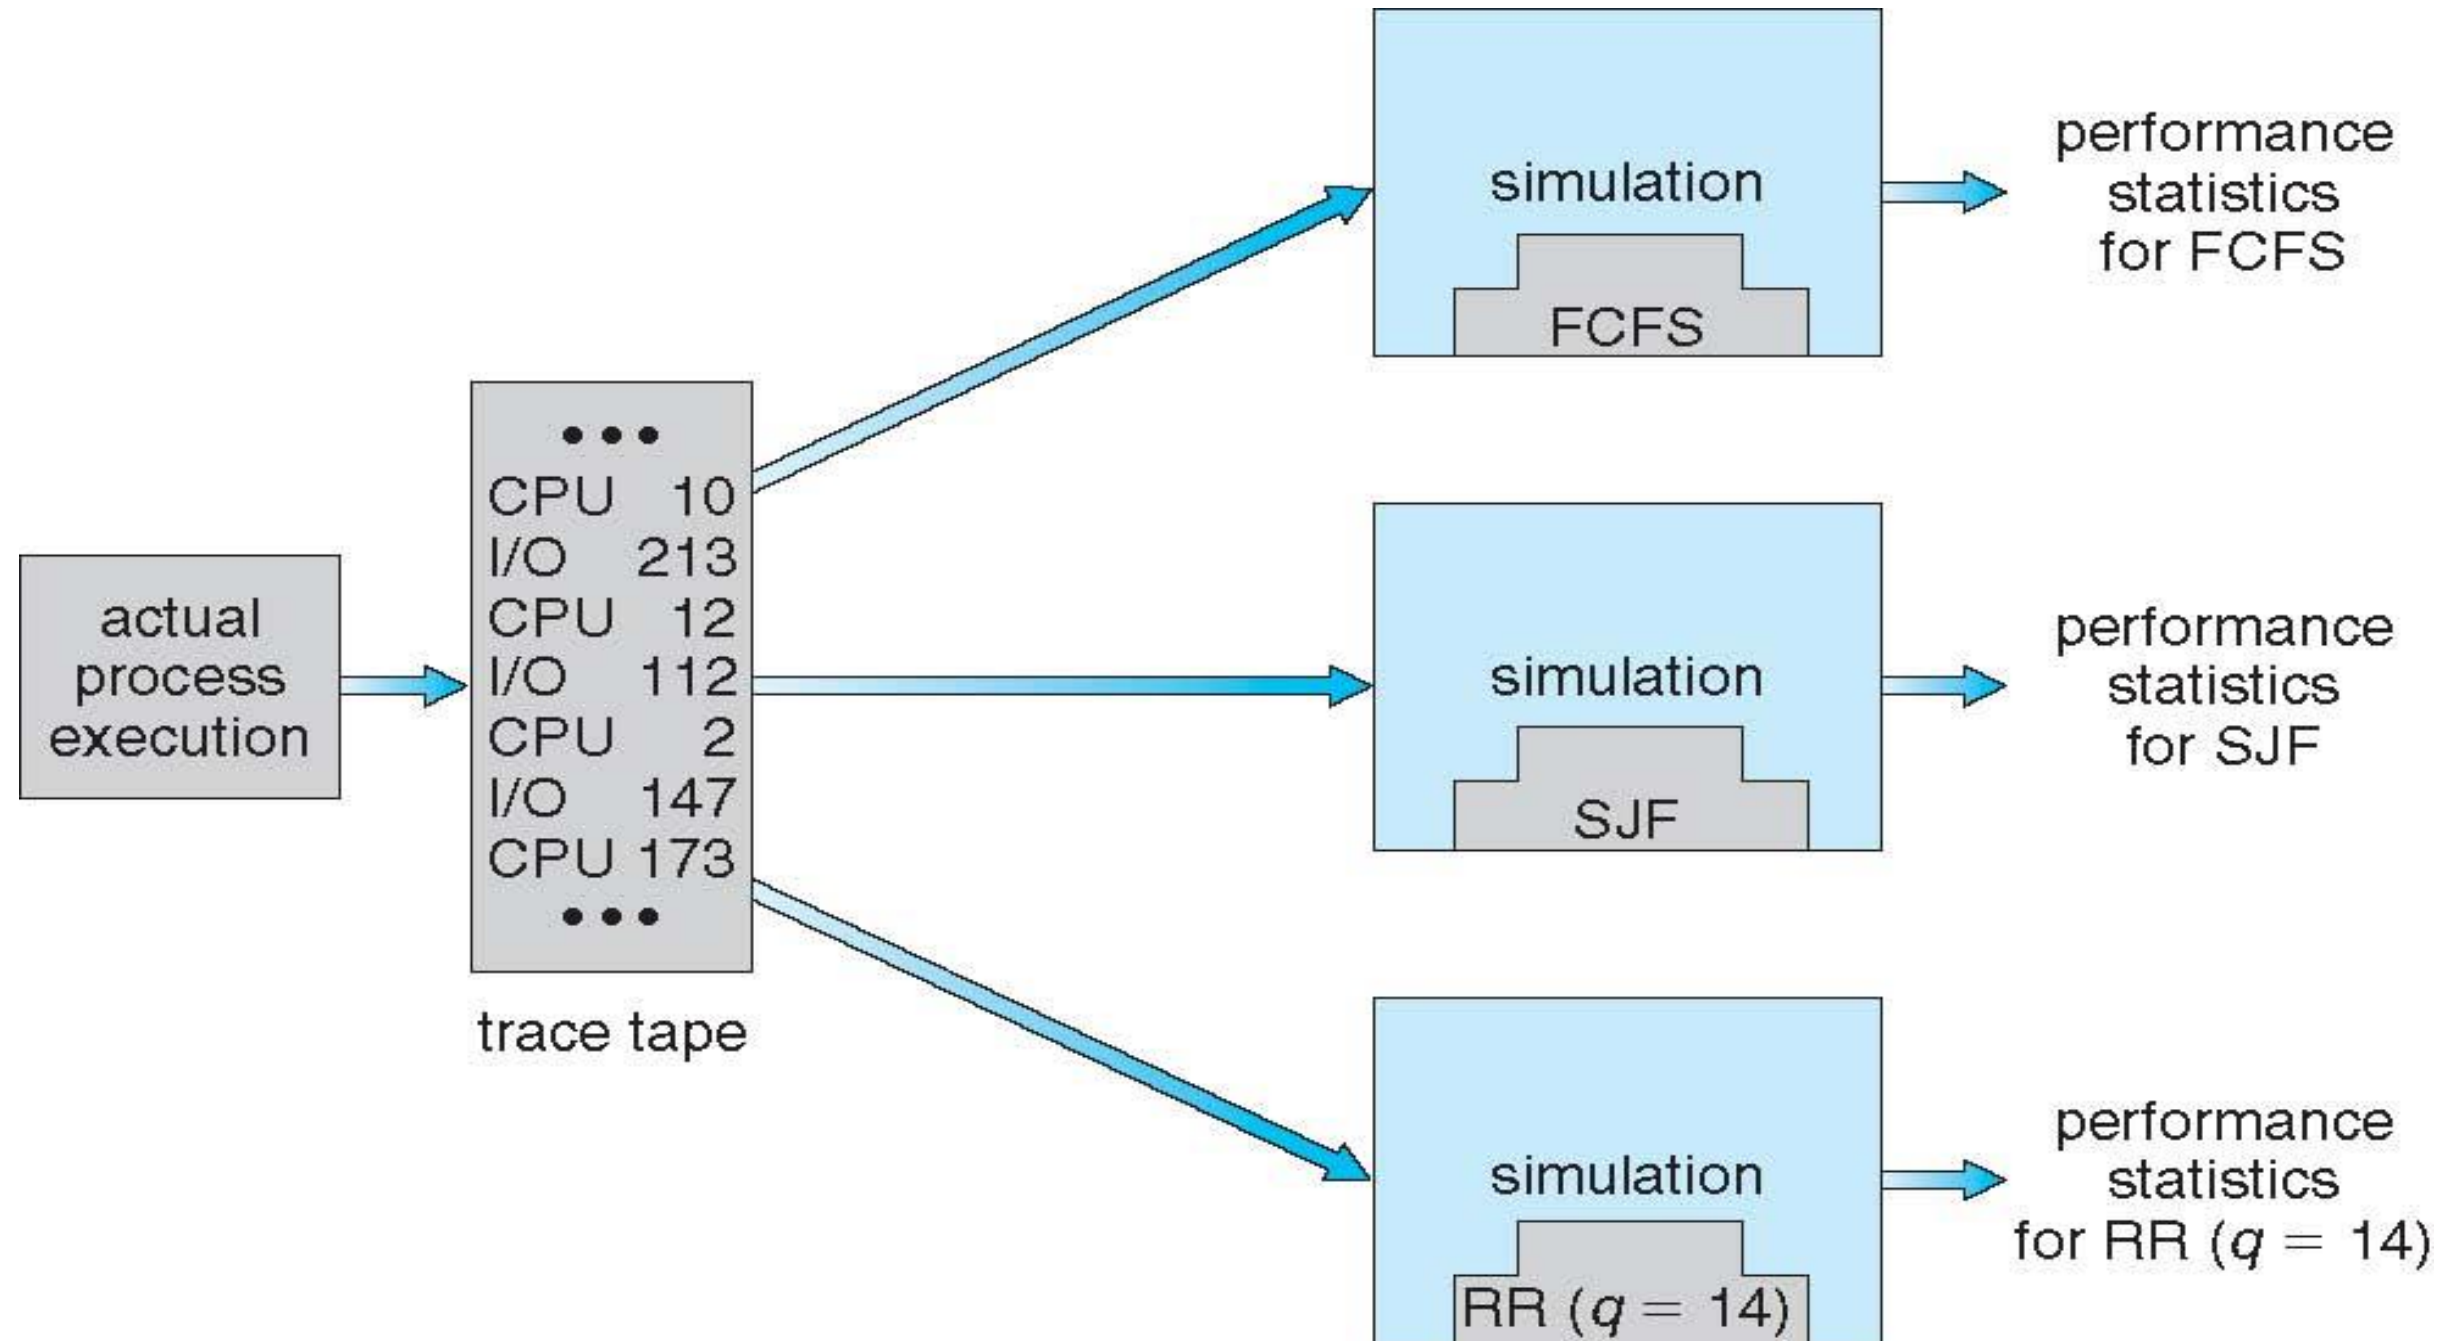 actual
process
execution
• • •
CPU 10
I/O 213
CPU 12
I/O 112
CPU 2
I/O 147
CPU 173
• • •
trace tape
simulation
FCFS
performance
statistics
for FCFS
simulation
SJF
performance
statistics
for SJF
simulation
RR (q = 14)
performance
statistics
for RR (q = 14)